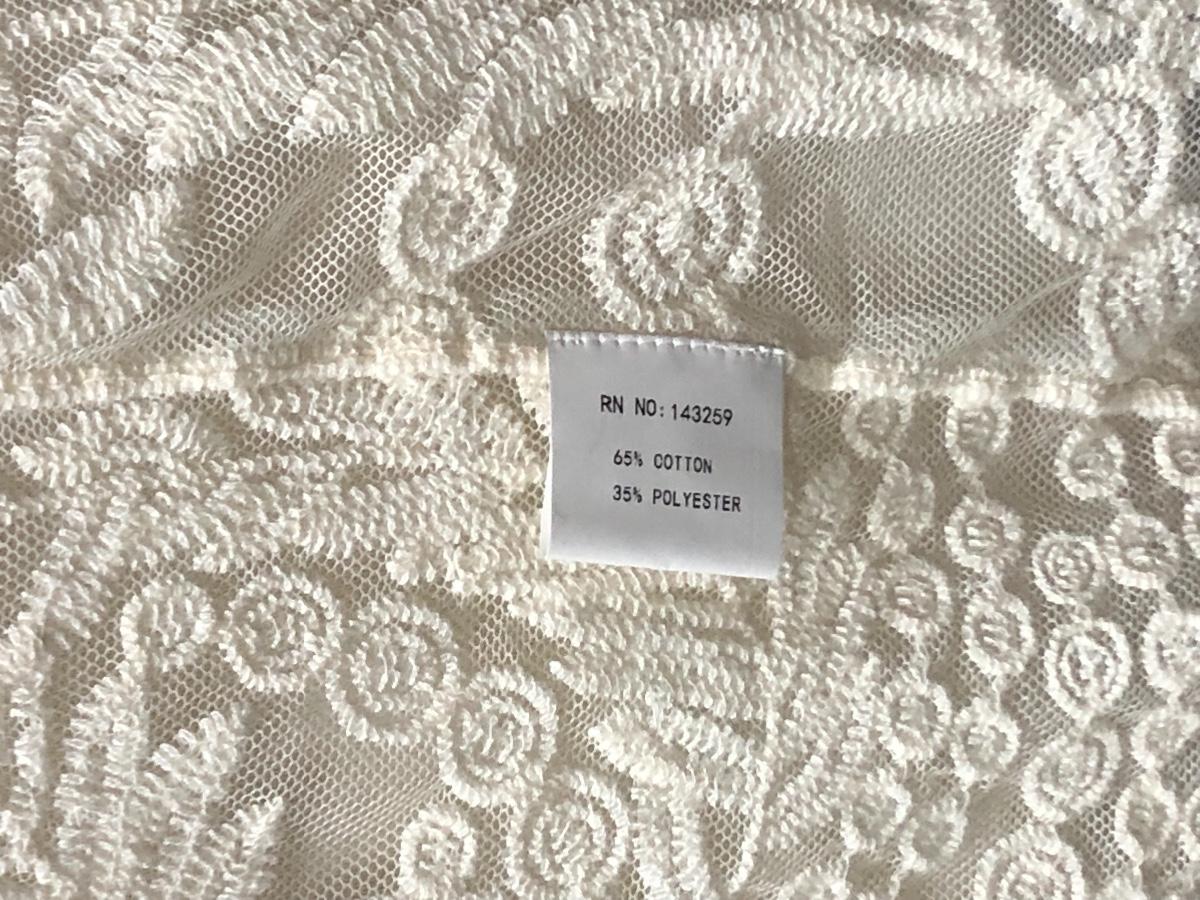 RN NO: 143259
65% COTTON
35% POLYESTER